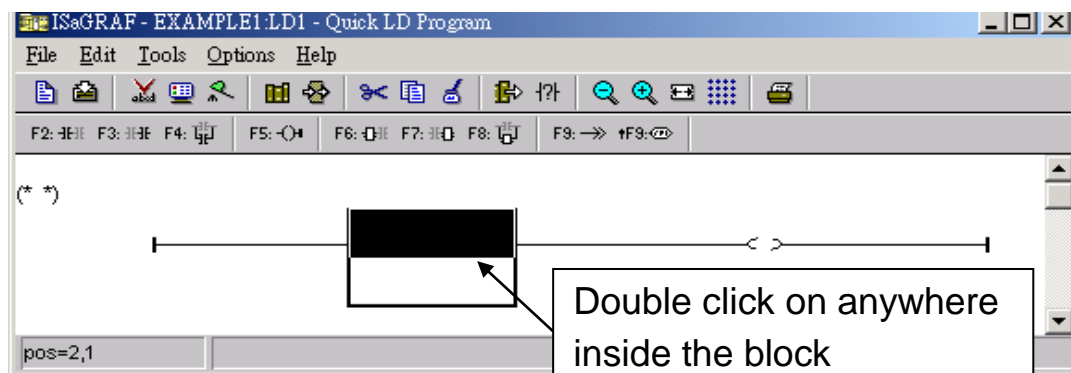 ISaGRAF - EXAMPLE1:LD1 - Quick LD Program
File Edit Tools Options Help
F2: F3: F4: F5: F6: F7: F8: F9: F9:
(* *)
Double click on anywhere
inside the block
pos=2,1